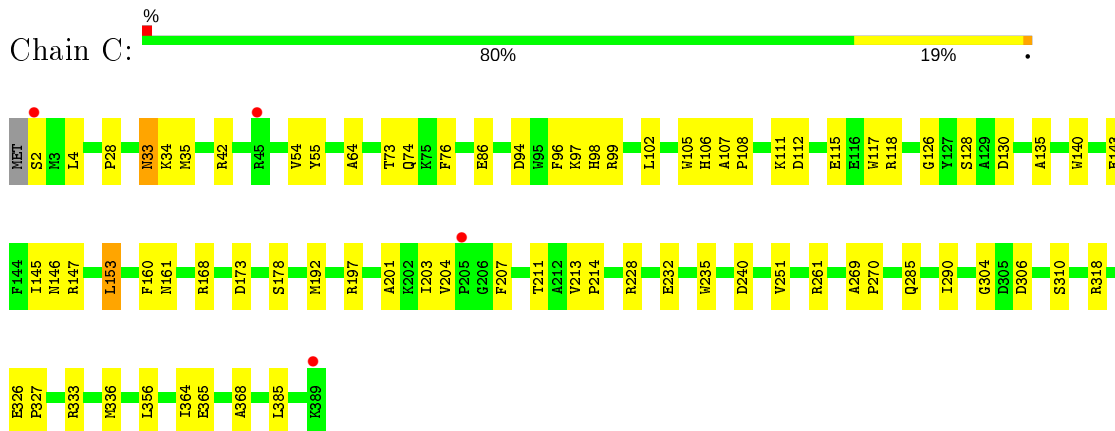 %
Chain C: 80% 19% •
MET S2 M3 L4 P28 N33 K34 M35 R42 R45 V54 Y55 A64 T73 Q74 K75 F76 E86 D94 W95 F96 K97 H98 R99 L102 W105 H106 A107 P108 K111 D112 E115 E116 W117 R118 G126 Y127 S128 A129 D130 A135 W140 E143
F144 I145 N146 R147 L153 F160 N161 R168 D173 S178 M192 R197 A201 K202 I203 V204 P205 G206 F207 T211 A212 V213 P214 R228 E232 W235 D240 V251 R261 A269 P270 Q285 I290 G304 D305 D306 S310 R318
E326 P327 R333 M336 L356 I364 E365 A368 L385 K389